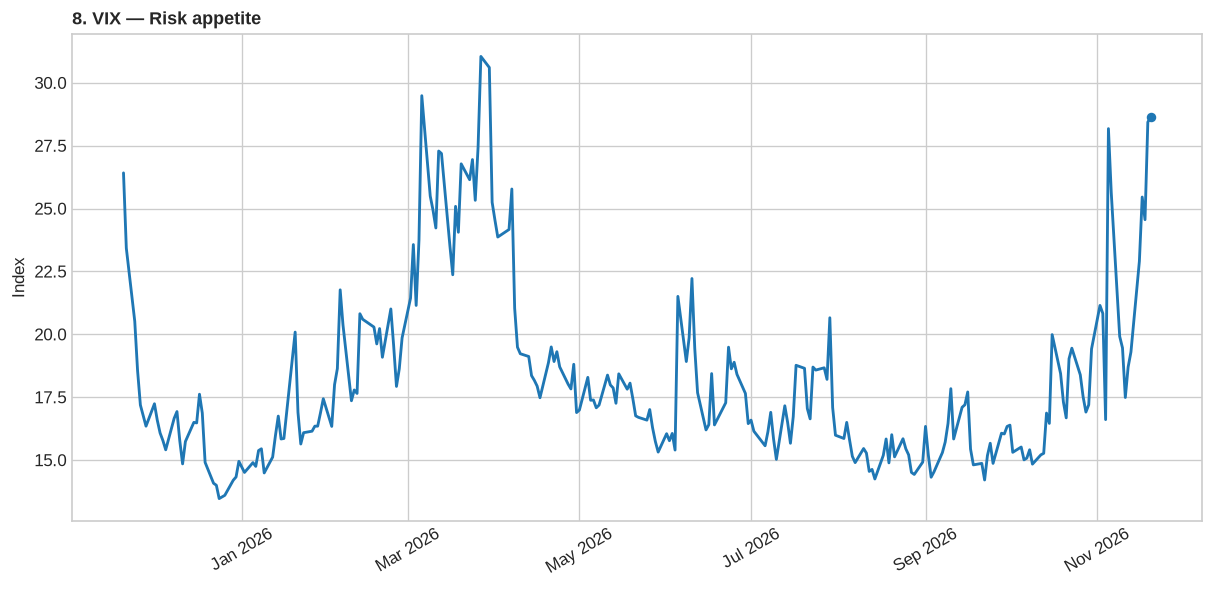 8. VIX — Risk appetite
Index
30.0
27.5
25.0
22.5
20.0
17.5
15.0
Jan 2026
Mar 2026
May 2026
Jul 2026
Sep 2026
Nov 2026